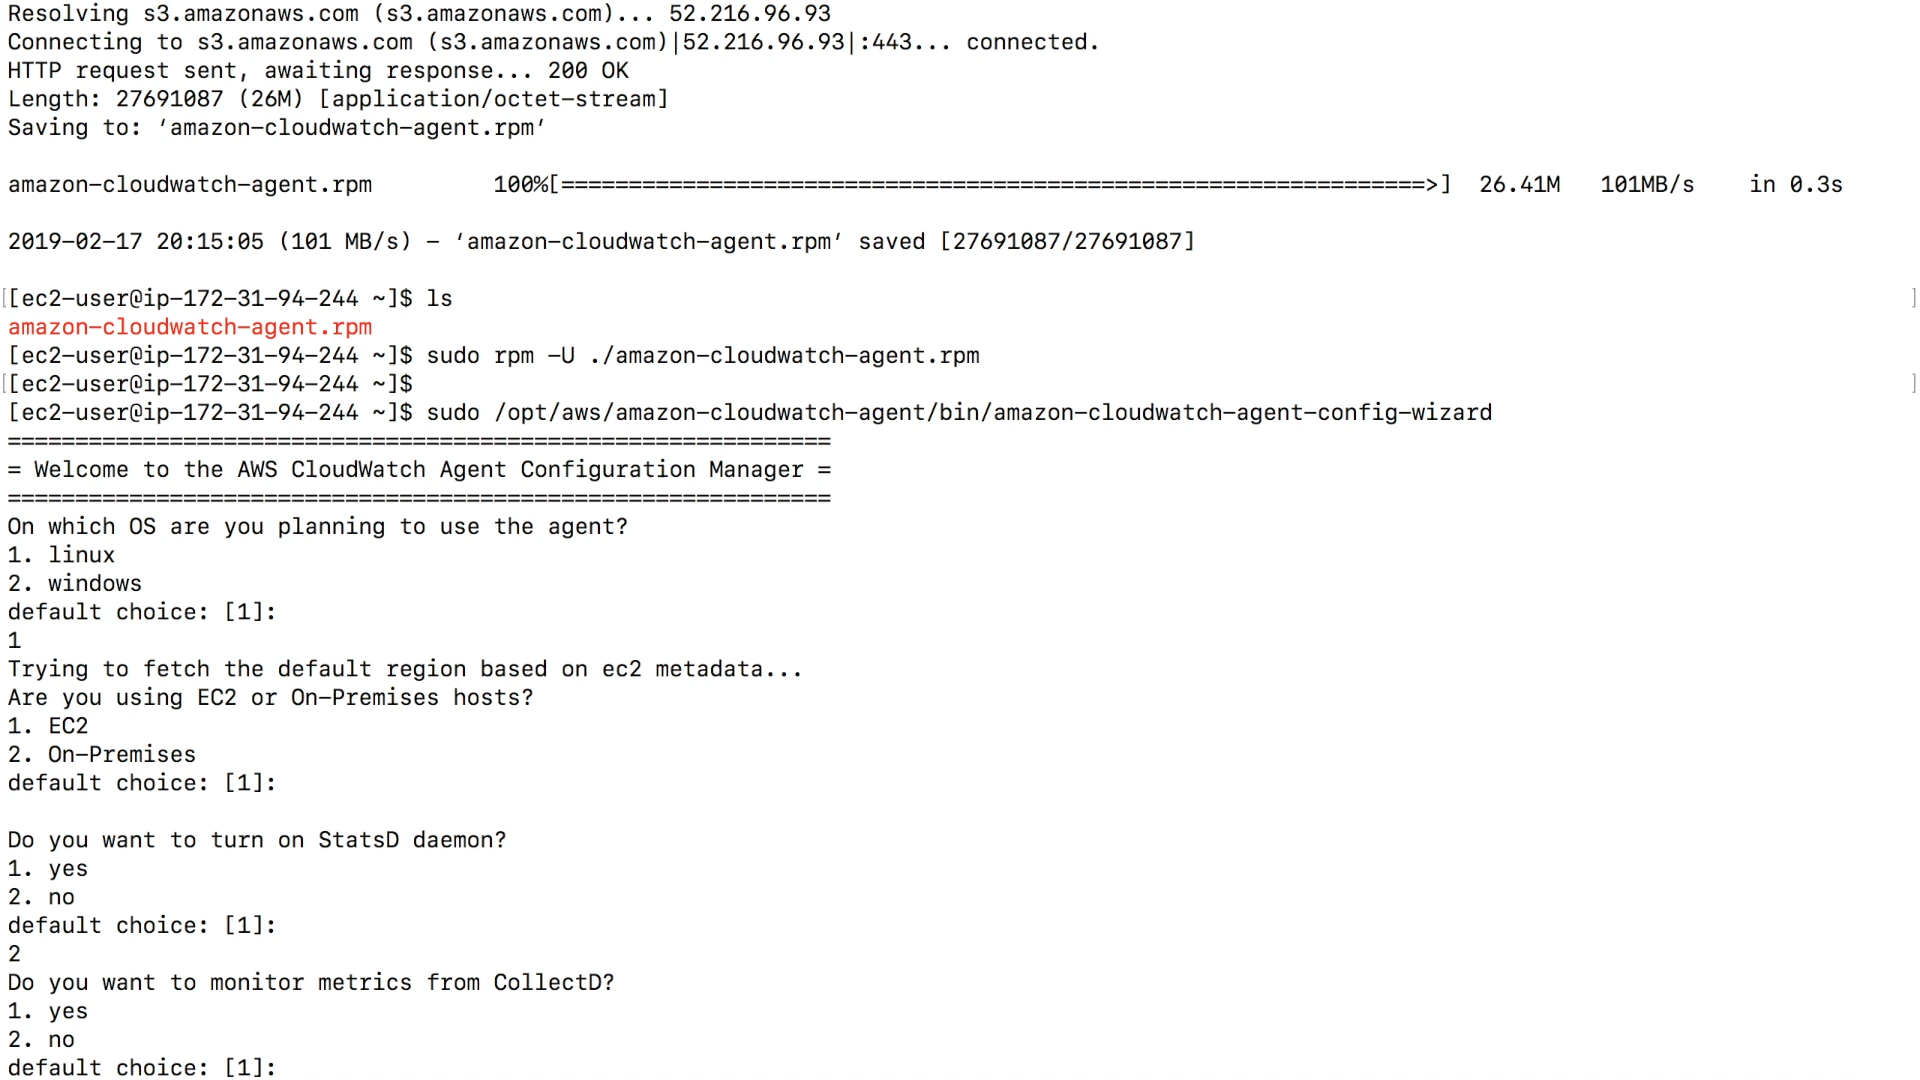 Resolving s3.amazonaws.com (s3.amazonaws.com)... 52.216.96.93
Connecting to s3.amazonaws.com (s3.amazonaws.com)|52.216.96.93|:443... connected.
HTTP request sent, awaiting response... 200 OK
Length: 27691087 (26M) [application/octet-stream]
Saving to: ‘amazon-cloudwatch-agent.rpm’
amazon-cloudwatch-agent.rpm 100%[================================================================>] 26.41M 101MB/s in 0.3s
2019-02-17 20:15:05 (101 MB/s) - ‘amazon-cloudwatch-agent.rpm’ saved [27691087/27691087]
[[ec2-user@ip-172-31-94-244 ~]$ ls ]
amazon-cloudwatch-agent.rpm
[ec2-user@ip-172-31-94-244 ~]$ sudo rpm -U ./amazon-cloudwatch-agent.rpm
[[ec2-user@ip-172-31-94-244 ~]$ ]
[ec2-user@ip-172-31-94-244 ~]$ sudo /opt/aws/amazon-cloudwatch-agent/bin/amazon-cloudwatch-agent-config-wizard
=============================================================
= Welcome to the AWS CloudWatch Agent Configuration Manager =
=============================================================
On which OS are you planning to use the agent?
1. linux
2. windows
default choice: [1]:
1
Trying to fetch the default region based on ec2 metadata...
Are you using EC2 or On-Premises hosts?
1. EC2
2. On-Premises
default choice: [1]:
Do you want to turn on StatsD daemon?
1. yes
2. no
default choice: [1]:
2
Do you want to monitor metrics from CollectD?
1. yes
2. no
default choice: [1]: